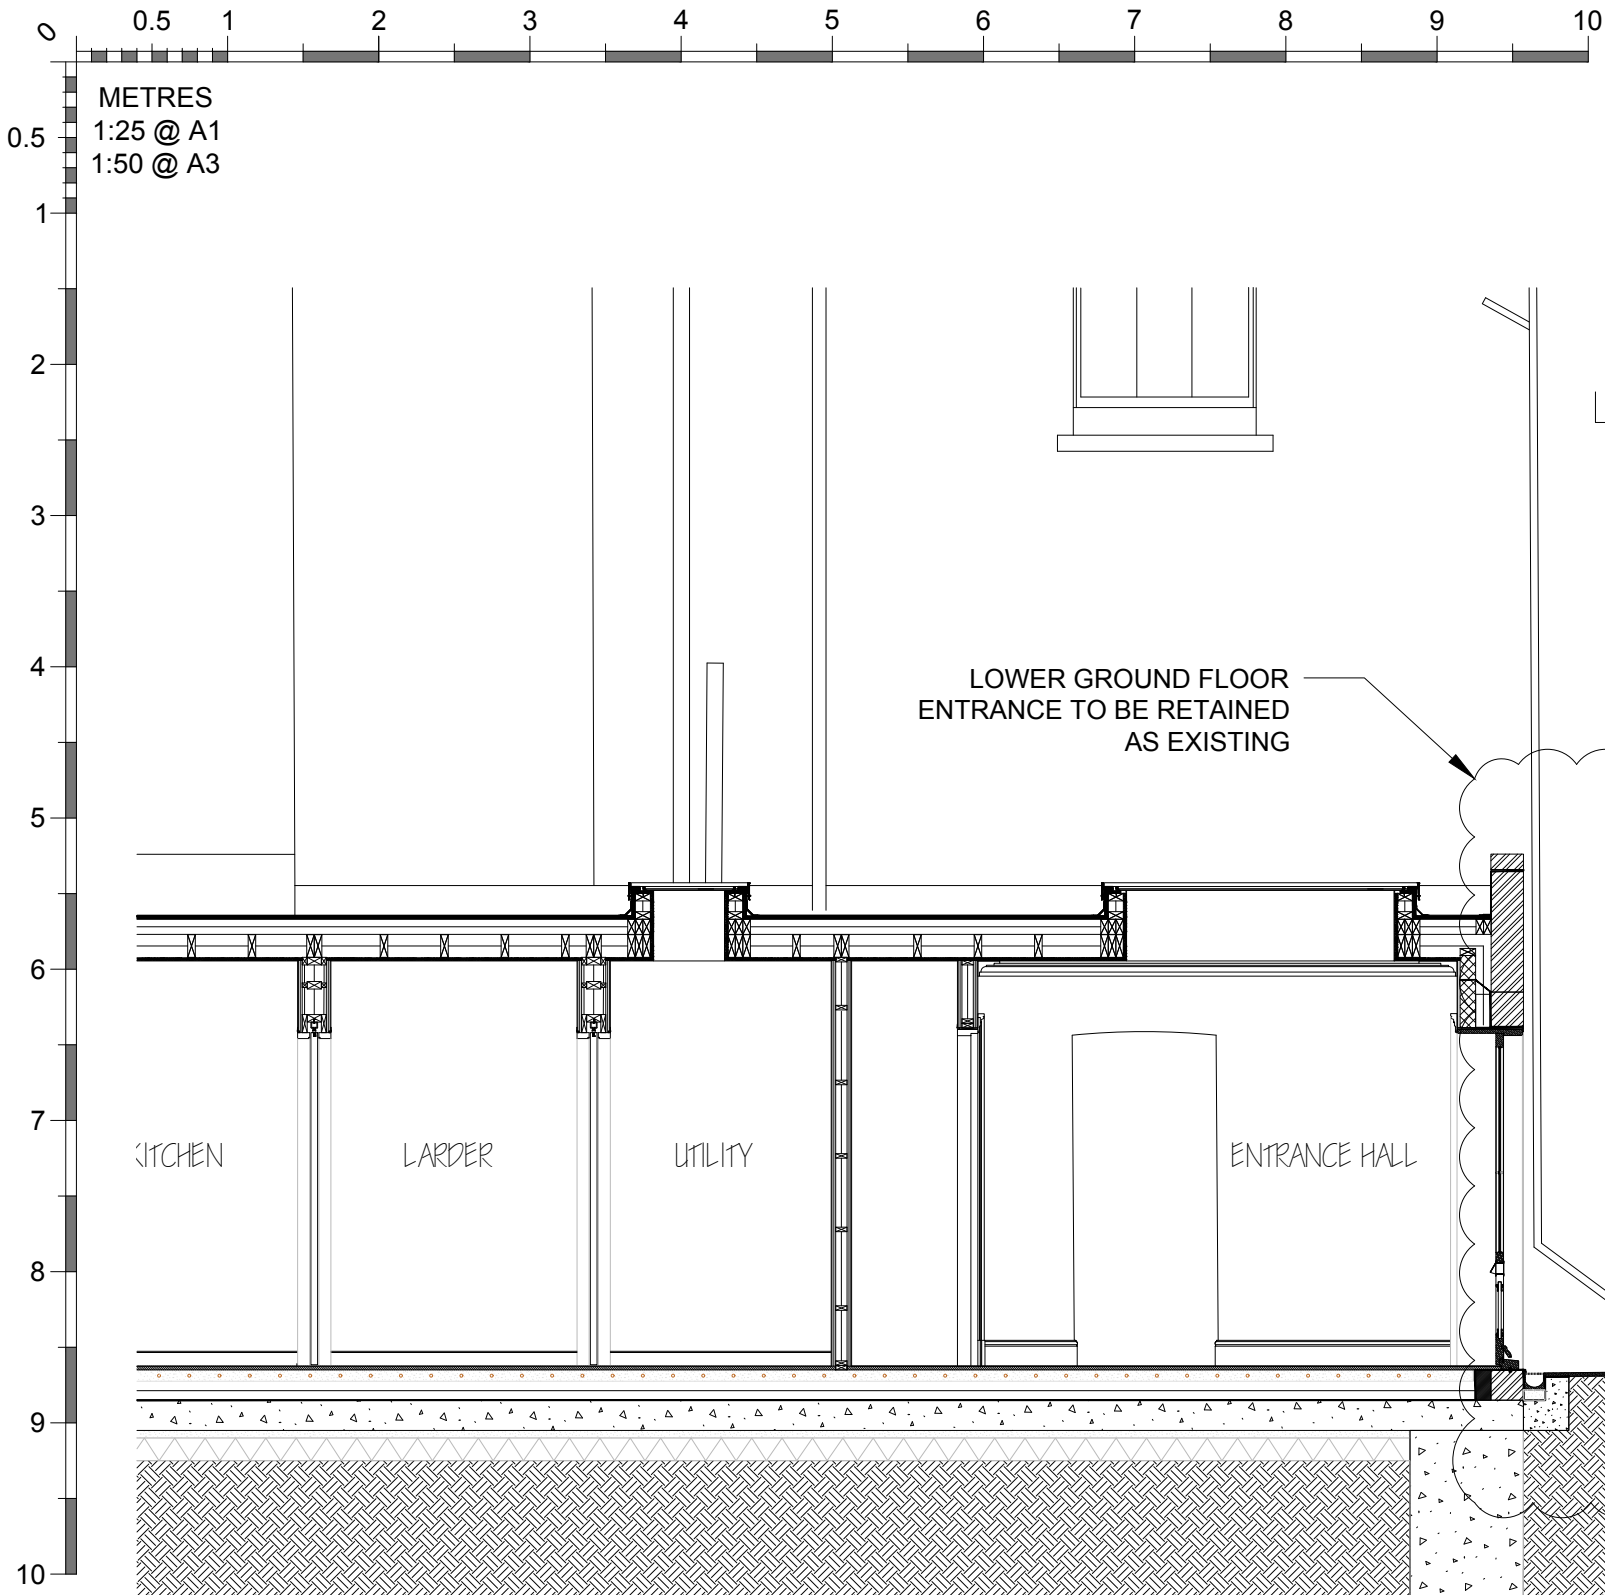 0 0.5 1 2 3 4 5 6 7 8 9 10
METRES
1:25 @ A1
1:50 @ A3
0.5
1
2
3
4
5
6
7
8
9
10
LOWER GROUND FLOOR
ENTRANCE TO BE RETAINED
AS EXISTING
KITCHEN LARDER UTILITY ENTRANCE HALL